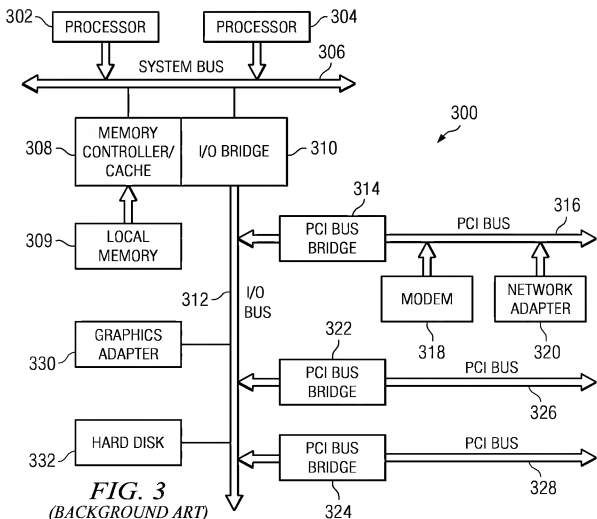 302
PROCESSOR
PROCESSOR
304
SYSTEM BUS
306
300
308
MEMORY
CONTROLLER/
CACHE
I/O BRIDGE
310
314
316
PCI BUS
BRIDGE
PCI BUS
309
LOCAL
MEMORY
312
I/O
BUS
MODEM
NETWORK
ADAPTER
318
320
GRAPHICS
ADAPTER
330
322
PCI BUS
BRIDGE
PCI BUS
326
HARD DISK
332
PCI BUS
BRIDGE
PCI BUS
324
328
FIG. 3
(BACKGROUND ART)